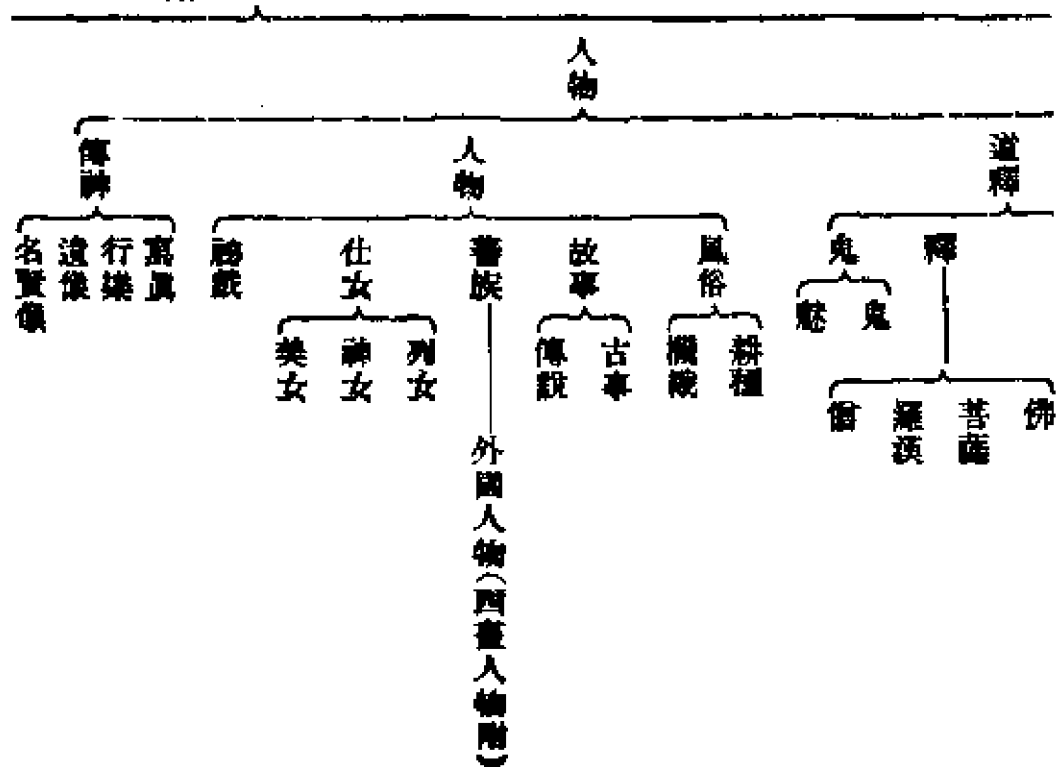 人物
道釋
釋
佛
菩薩
羅漢
僧
鬼
鬼
魅
人物
風俗
耕種
機織
故事
古事
傳說
蕃族
外國人物(西畫人物附)
仕女
列女
神女
美女
祕戲
傳神
寫眞
行樂
遺像
名賢像